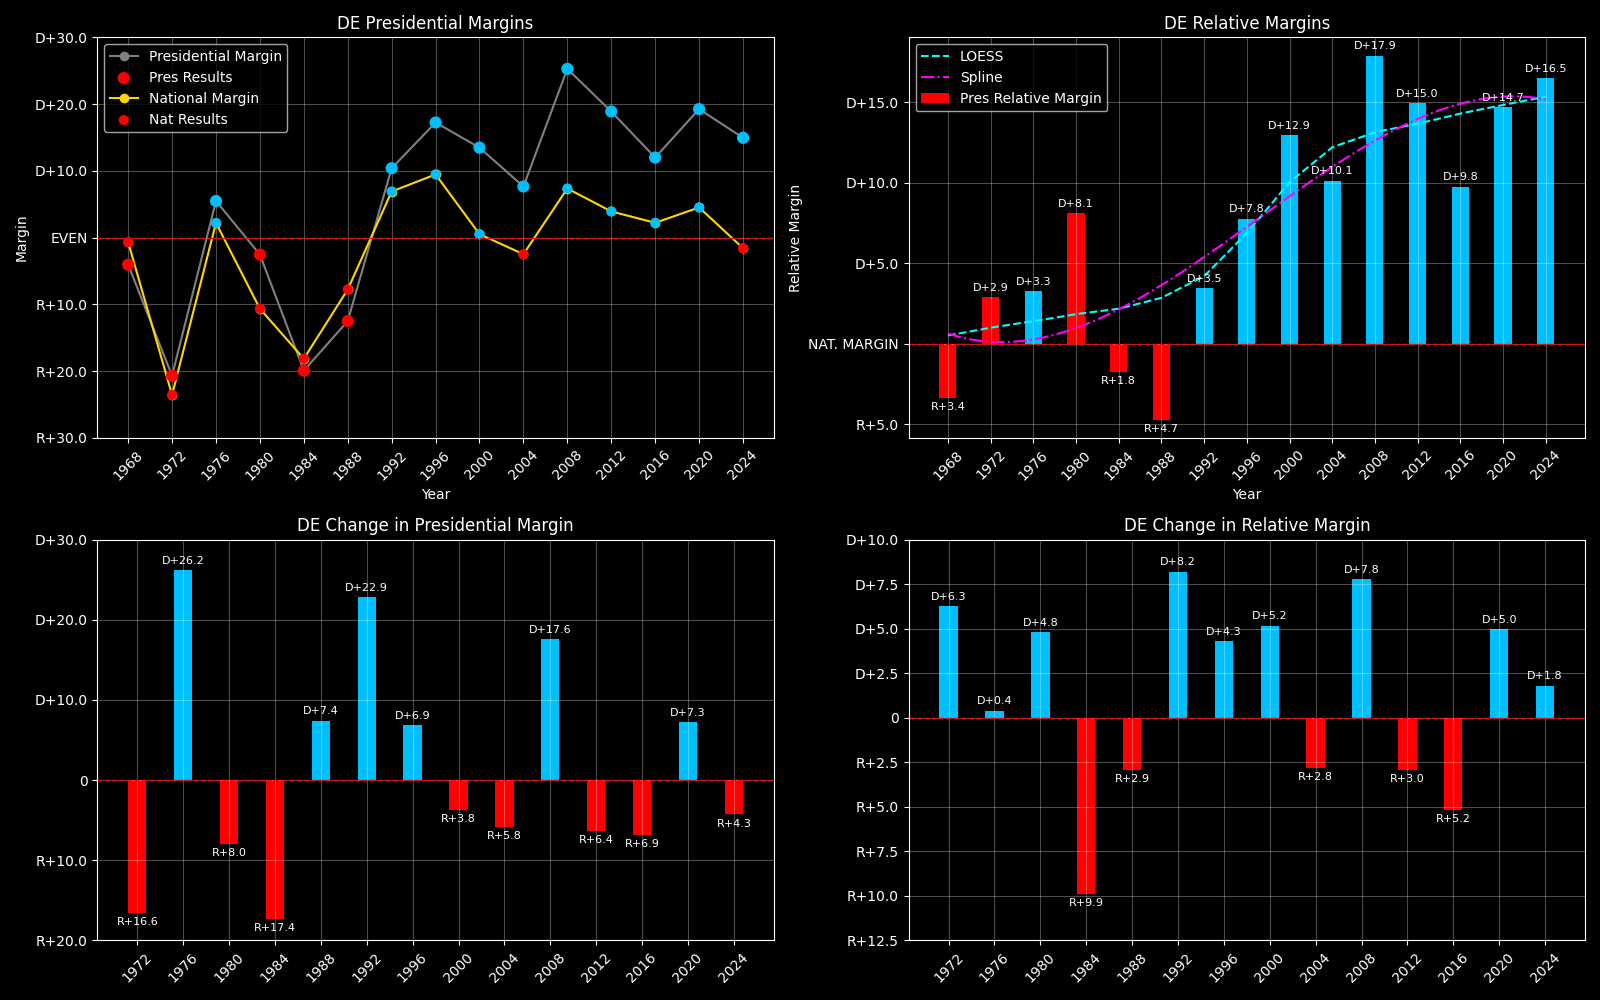 DE Presidential Margins
D+30.0
D+20.0
D+10.0
EVEN
R+10.0
R+20.0
R+30.0
Margin
Presidential Margin
Pres Results
National Margin
Nat Results
1968 1972 1976 1980 1984 1988 1992 1996 2000 2004 2008 2012 2016 2020 2024
Year
DE Relative Margins
D+15.0
D+10.0
D+5.0
NAT. MARGIN
R+5.0
Relative Margin
LOESS
Spline
Pres Relative Margin
R+3.4
D+2.9
D+3.3
D+8.1
R+1.8
R+4.7
D+3.5
D+7.8
D+12.9
D+10.1
D+17.9
D+15.0
D+9.8
D+14.7
D+16.5
1968 1972 1976 1980 1984 1988 1992 1996 2000 2004 2008 2012 2016 2020 2024
Year
DE Change in Presidential Margin
D+30.0
D+20.0
D+10.0
0
R+10.0
R+20.0
R+16.6
D+26.2
R+8.0
R+17.4
D+7.4
D+22.9
D+6.9
R+3.8
R+5.8
D+17.6
R+6.4
R+6.9
D+7.3
R+4.3
1972 1976 1980 1984 1988 1992 1996 2000 2004 2008 2012 2016 2020 2024
DE Change in Relative Margin
D+10.0
D+7.5
D+5.0
D+2.5
0
R+2.5
R+5.0
R+7.5
R+10.0
R+12.5
D+6.3
D+0.4
D+4.8
R+9.9
R+2.9
D+8.2
D+4.3
D+5.2
R+2.8
D+7.8
R+3.0
R+5.2
D+5.0
D+1.8
1972 1976 1980 1984 1988 1992 1996 2000 2004 2008 2012 2016 2020 2024